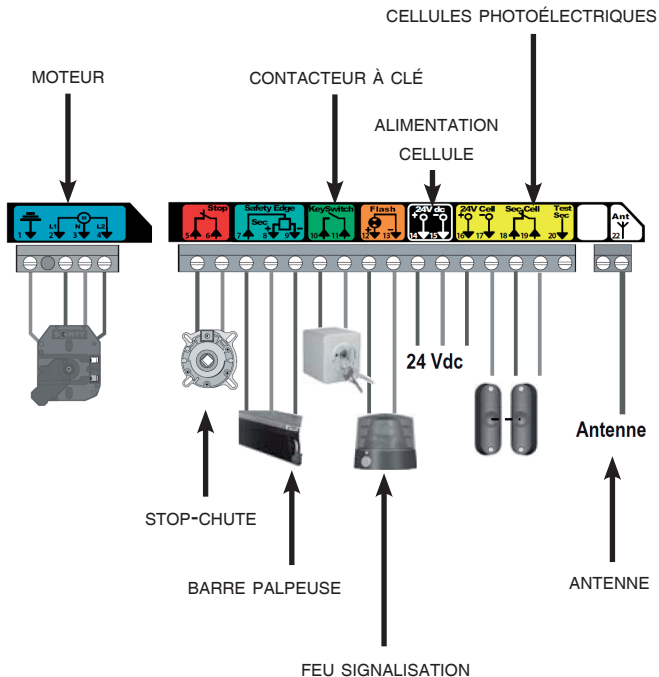 CELLULES PHOTOÉLECTRIQUES
MOTEUR
CONTACTEUR À CLÉ
ALIMENTATION
CELLULE
Stop
Safety Edge
KeySwitch
Flash
24V dc
24V Cell
Sec.Cell
Test
Sec
Ant
L1
M
N
L2
Sec
1 2 3 4
5 6 7 8 9 10 11 12 13 14 15 16 17 18 19 20
22
24 Vdc
Antenne
STOP-CHUTE
BARRE PALPEUSE
ANTENNE
FEU SIGNALISATION